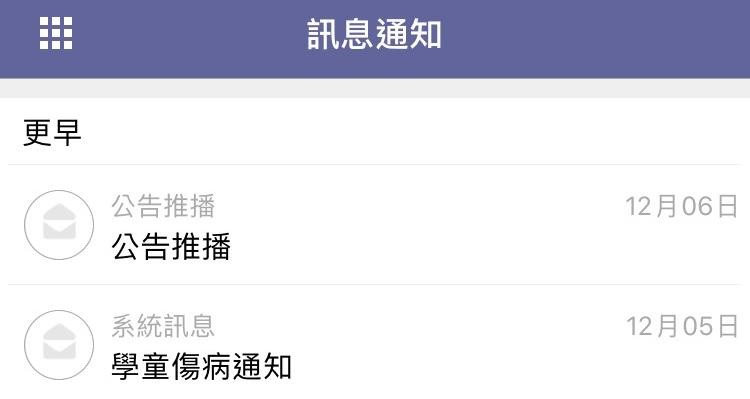 訊息通知
更早
公告推播 12月06日
公告推播
系統訊息 12月05日
學童傷病通知